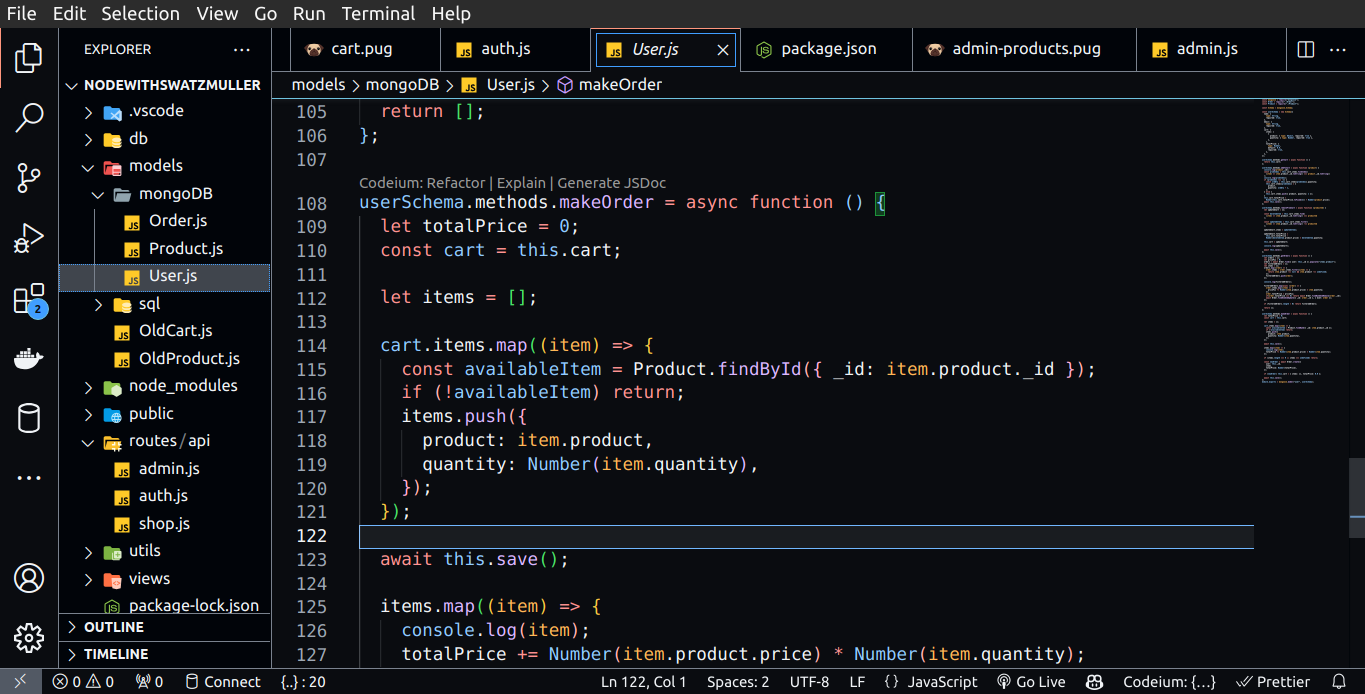 File Edit Selection View Go Run Terminal Help
EXPLORER ...
cart.pug
auth.js
User.js
package.json
admin-products.pug
admin.js
models > mongoDB > User.js > makeOrder
NODEWITHSWATZMULLER
.vscode
db
models
mongoDB
Order.js
Product.js
User.js
sql
OldCart.js
OldProduct.js
node_modules
public
routes / api
admin.js
auth.js
shop.js
utils
views
package-lock.json
OUTLINE
TIMELINE
2
105 return [];
106 };
107
Codeium: Refactor | Explain | Generate JSDoc
108 userSchema.methods.makeOrder = async function () {
109 let totalPrice = 0;
110 const cart = this.cart;
111
112 let items = [];
113
114 cart.items.map((item) => {
115 const availableItem = Product.findById({ _id: item.product._id });
116 if (!availableItem) return;
117 items.push({
118 product: item.product,
119 quantity: Number(item.quantity),
120 });
121 });
122
123 await this.save();
124
125 items.map((item) => {
126 console.log(item);
127 totalPrice += Number(item.product.price) * Number(item.quantity);
0 0 0 Connect {..} : 20 Ln 122, Col 1 Spaces: 2 UTF-8 LF {} JavaScript Go Live Codeium: {...} Prettier